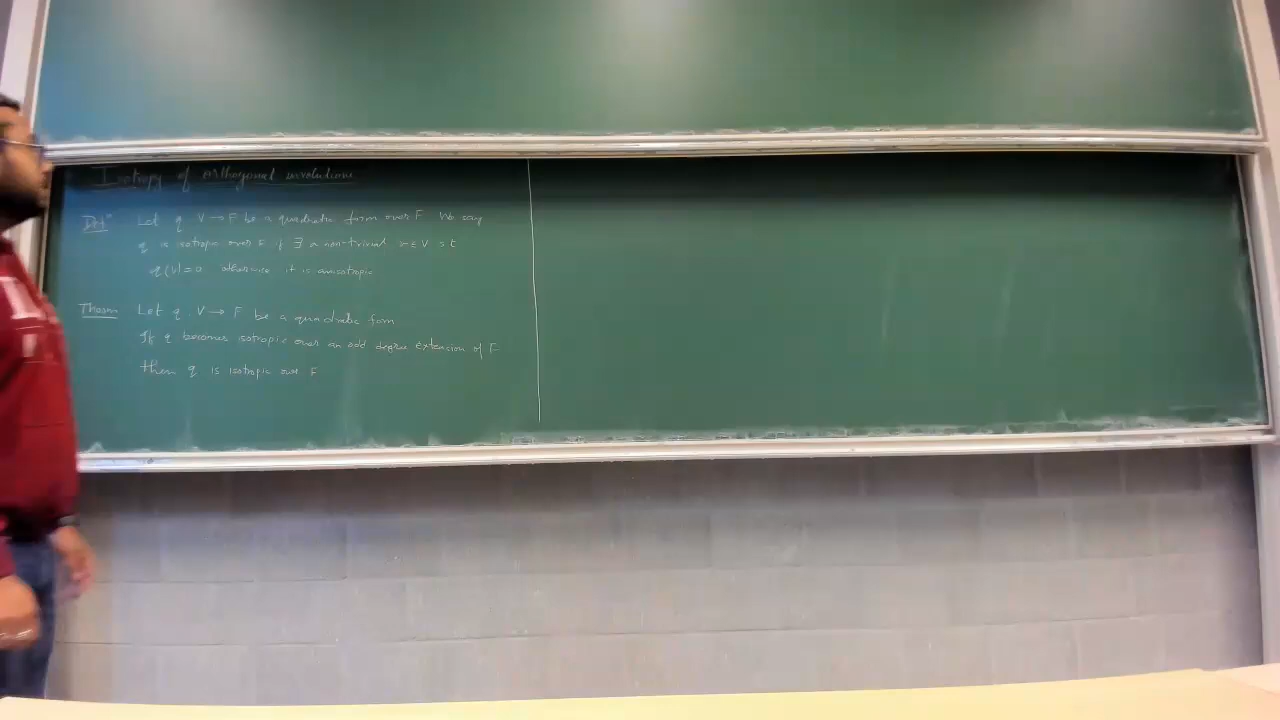 Isotropy of orthogonal involutions
Defn Let q V → F be a quadratic form over F We say
q is isotropic over F if ∃ a non-trivial v ∈ V s t
q(v) = 0 otherwise it is anisotropic
Theorem Let q . V → F be a quadratic form
If q becomes isotropic over an odd degree extension of F
then q is isotropic over F